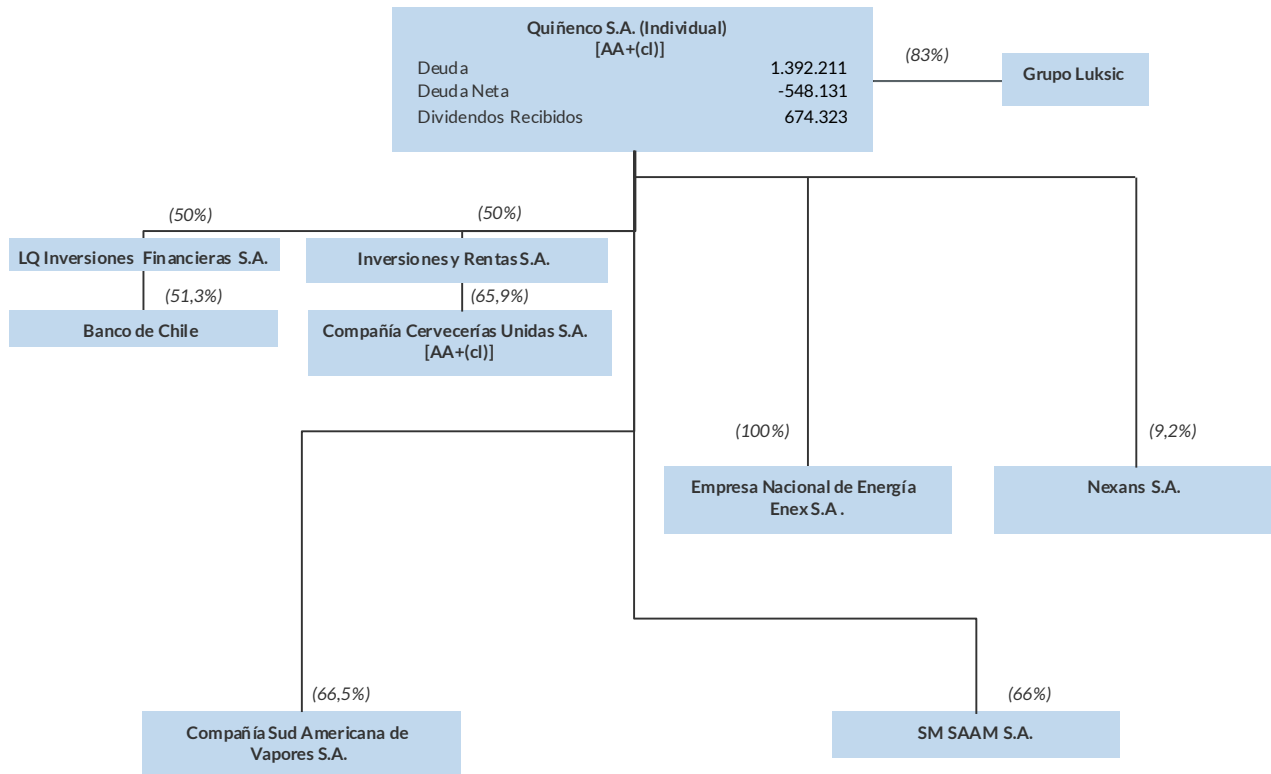 Quiñenco S.A. (Individual)
[AA+(cl)]
Deuda 1.392.211
Deuda Neta -548.131
Dividendos Recibidos 674.323
(83%)
Grupo Luksic
(50%)
(50%)
LQ Inversiones Financieras S.A.
Inversiones y Rentas S.A.
(51,3%)
(65,9%)
Banco de Chile
Compañía Cervecerías Unidas S.A.
[AA+(cl)]
(100%)
(9,2%)
Empresa Nacional de Energía
Enex S.A .
Nexans S.A.
(66,5%)
(66%)
Compañía Sud Americana de
Vapores S.A.
SM SAAM S.A.